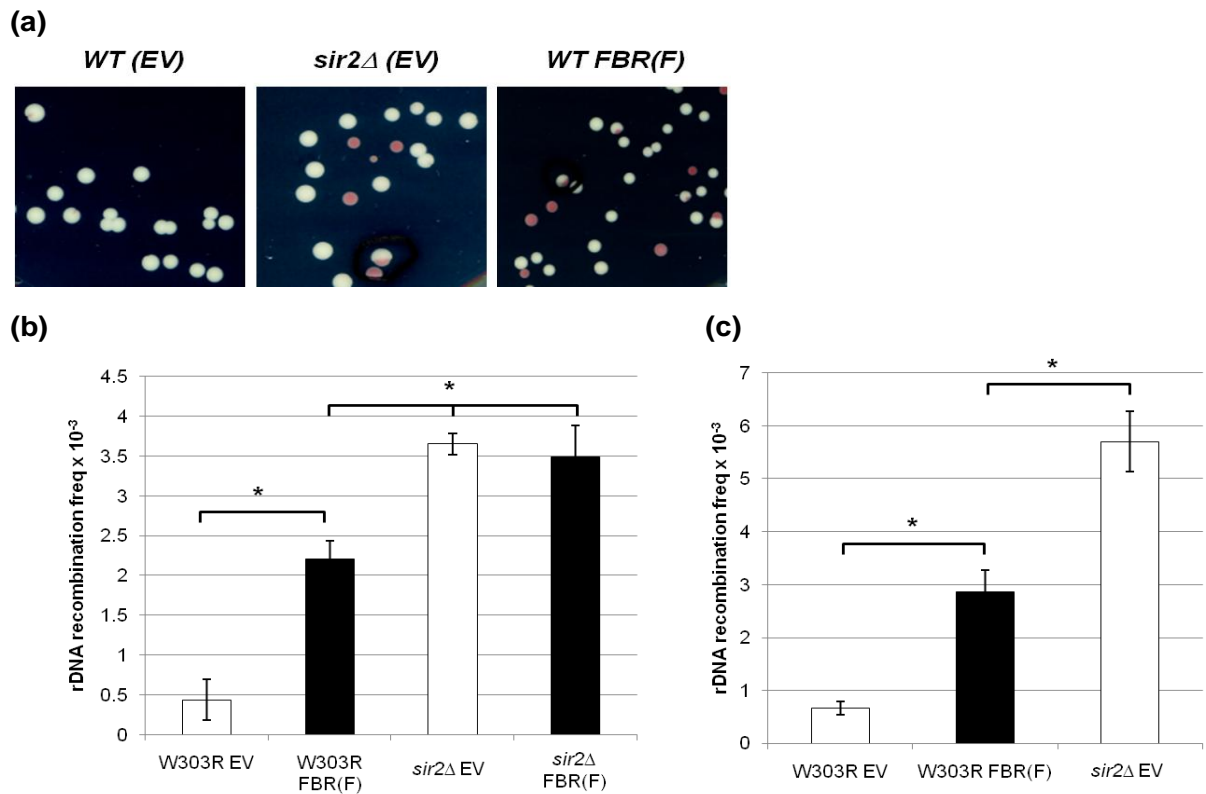 (a)
WT (EV)
sir2Δ (EV)
WT FBR(F)
(b)
rDNA recombination freq x 10-3
4.5
4
3.5
3
2.5
2
1.5
1
0.5
0
*
*
W303R EV
W303R
FBR(F)
sir2Δ EV
sir2Δ
FBR(F)
(c)
rDNA recombination freq x 10-3
7
6
5
4
3
2
1
0
*
*
W303R EV
W303R FBR(F)
sir2Δ EV